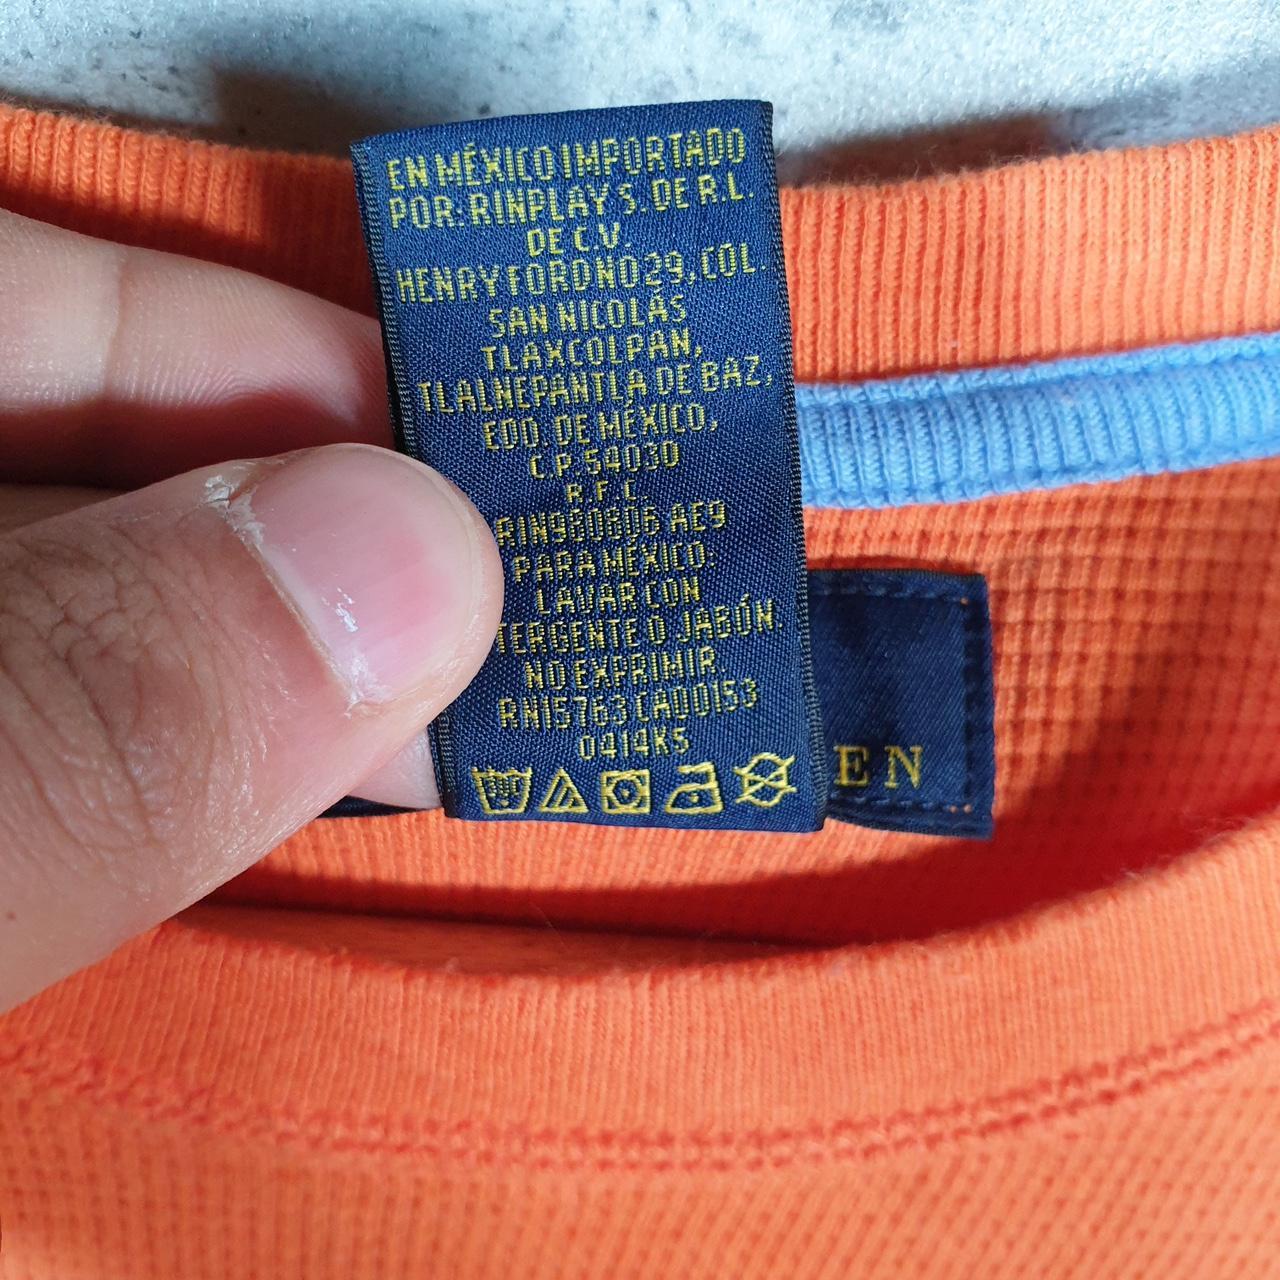 EN MÉXICO IMPORTADO
POR: RINPLAY S. DE R.L.
DE C.V.
HENRY FORD NO 29, COL.
SAN NICOLÁS
TLAXCOLPAN,
TLALNEPANTLA DE BAZ,
EDO. DE MÉXICO,
C.P. 54030
R.F.C.
RIN980806 AE9
PARA MÉXICO:
LAVAR CON
TERGENTE O JABÓN
NO EXPRIMIR
RN15763 CA00153
0414KS
EN